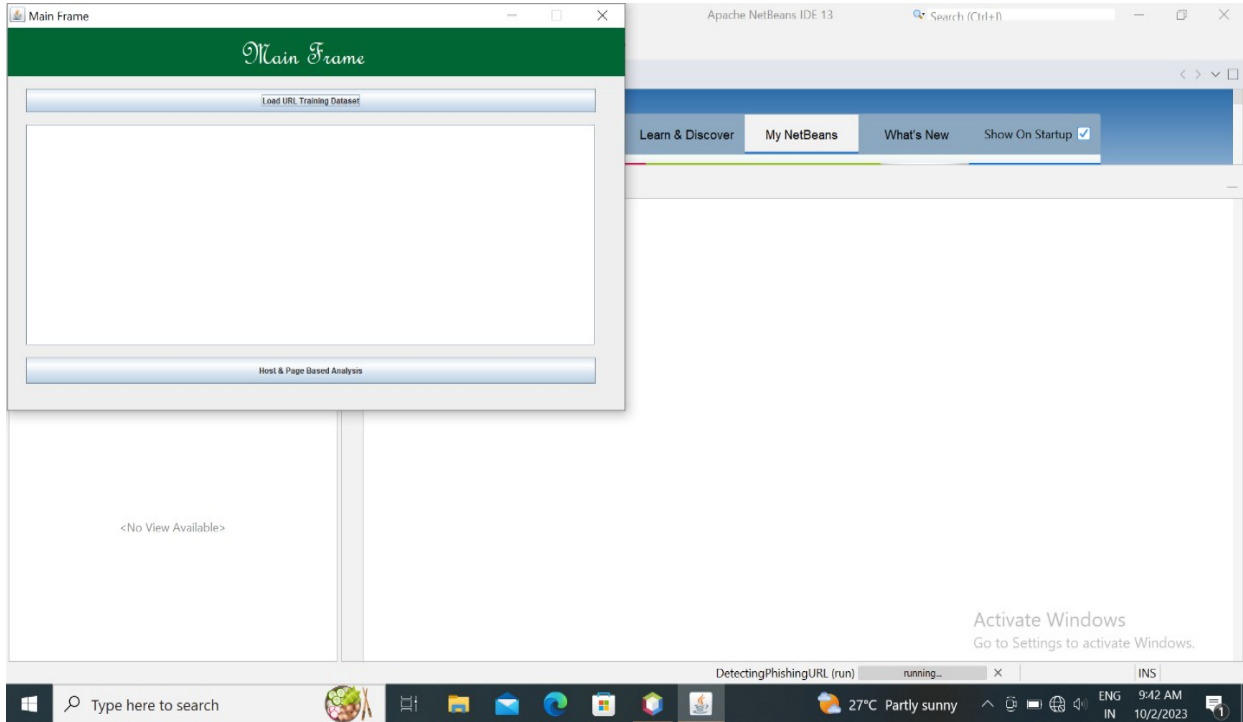 Main Frame
Apache NetBeans IDE 13
Search (Ctrl+I)
Main Frame
Load URL Training Dataset
Learn & Discover
My NetBeans
What's New
Show On Startup
Host & Page Based Analysis
<No View Available>
Activate Windows
Go to Settings to activate Windows.
DetectingPhishingURL (run)
running...
INS
Type here to search
27°C Partly sunny
ENG
IN
9:42 AM
10/2/2023
1